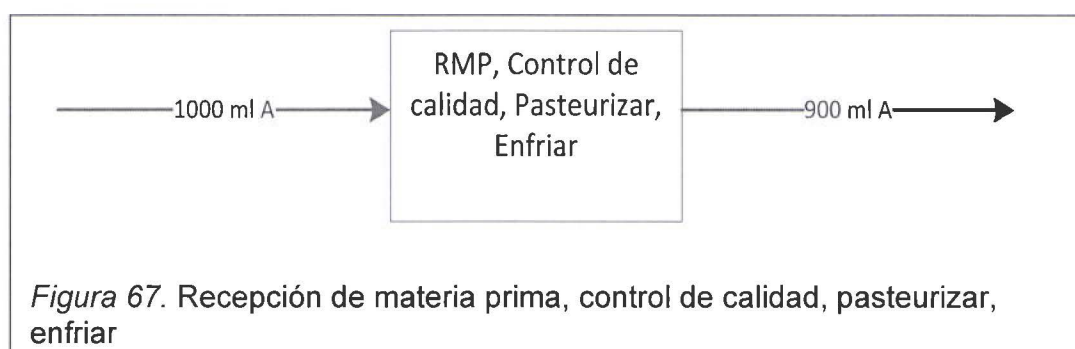 RMP, Control de
calidad, Pasteurizar,
Enfriar
1000 ml A
900 ml A
Figura 67. Recepción de materia prima, control de calidad, pasteurizar,
enfriar